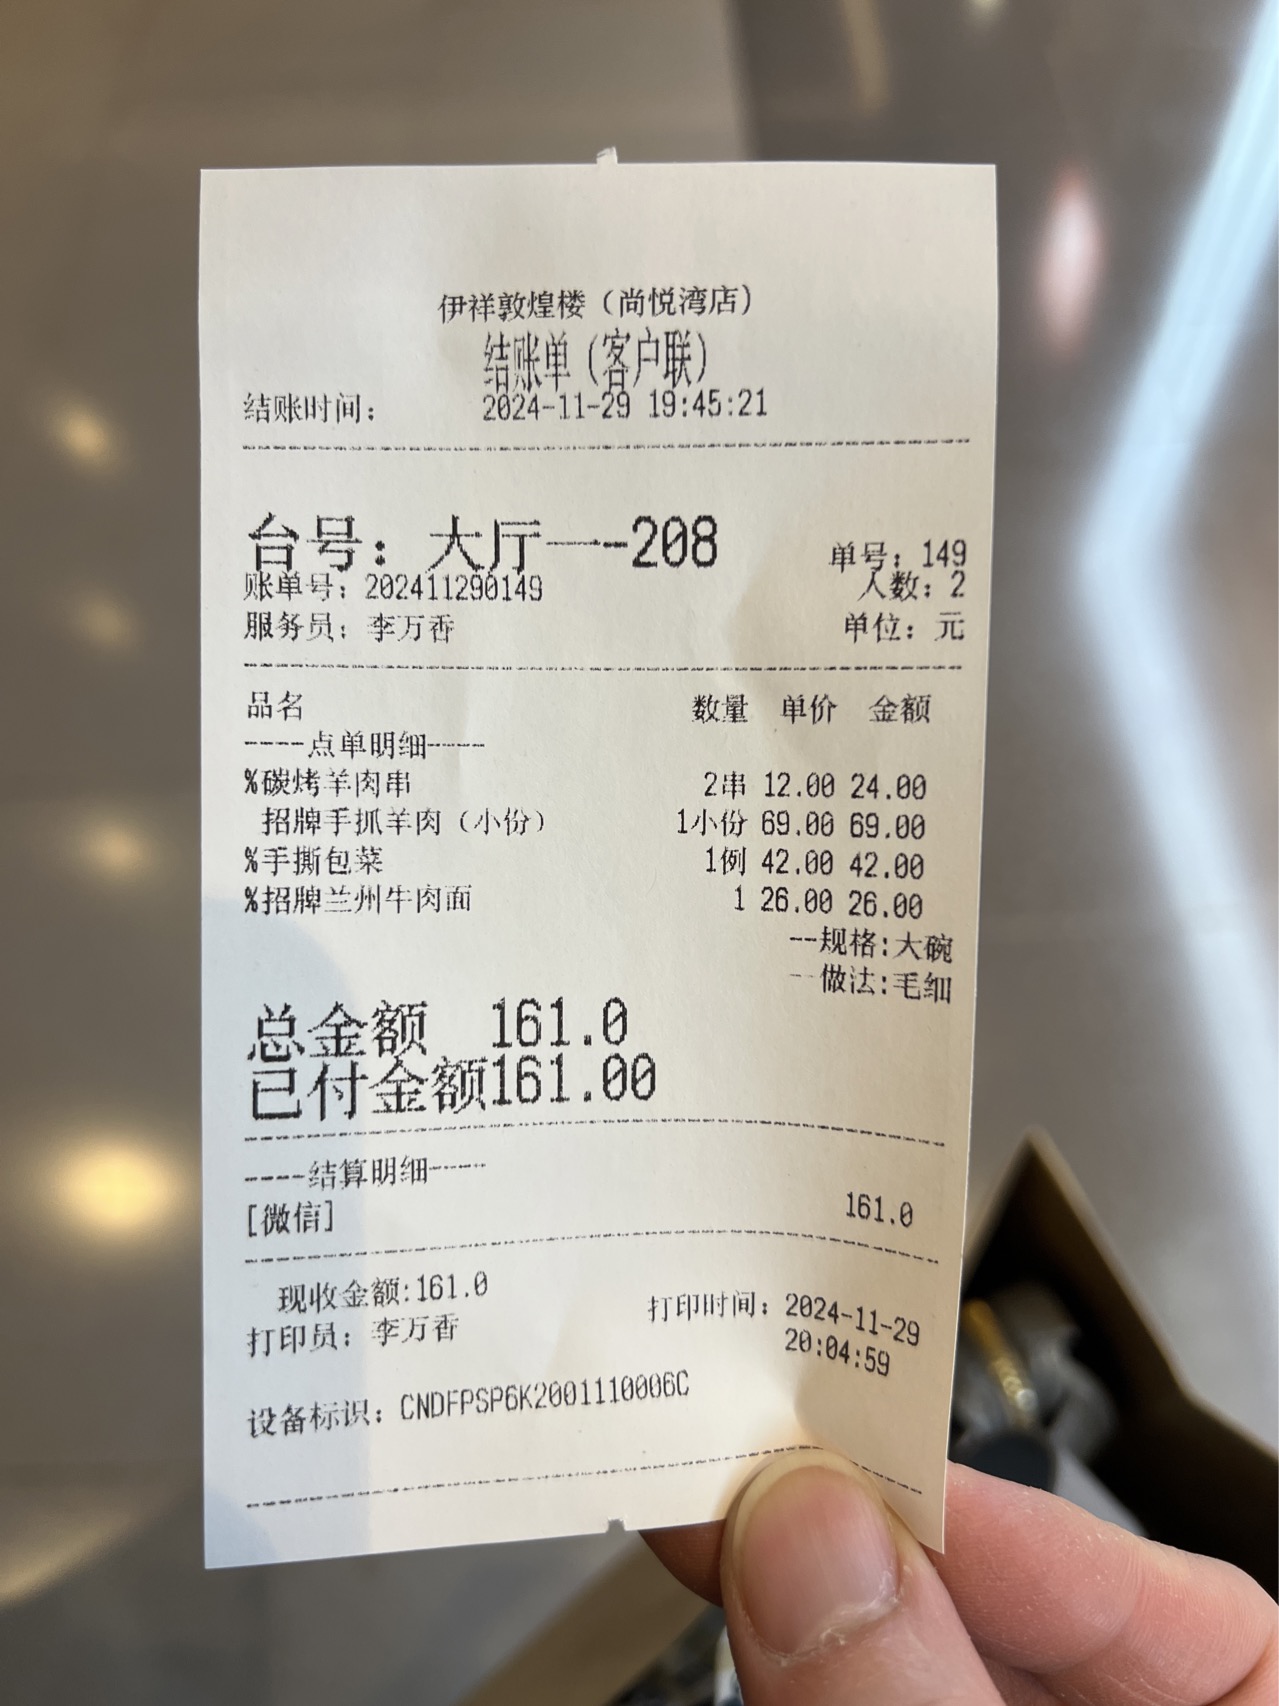 伊祥敦煌楼（尚悦湾店）
结账单（客户联）
结账时间： 2024-11-29 19:45:21
台号：大厅---208 单号：149
账单号：202411290149 人数：2
服务员：李万香 单位：元
品名 数量 单价 金额
----点单明细----
%碳烤羊肉串 2串 12.00 24.00
招牌手抓羊肉（小份） 1小份 69.00 69.00
%手撕包菜 1例 42.00 42.00
%招牌兰州牛肉面 1 26.00 26.00
--规格:大碗
--做法:毛细
总金额 161.0
已付金额161.00
----结算明细----
[微信] 161.0
现收金额:161.0
打印员：李万香 打印时间：2024-11-29
20:04:59
设备标识：CNDFPSP6K2001110006C